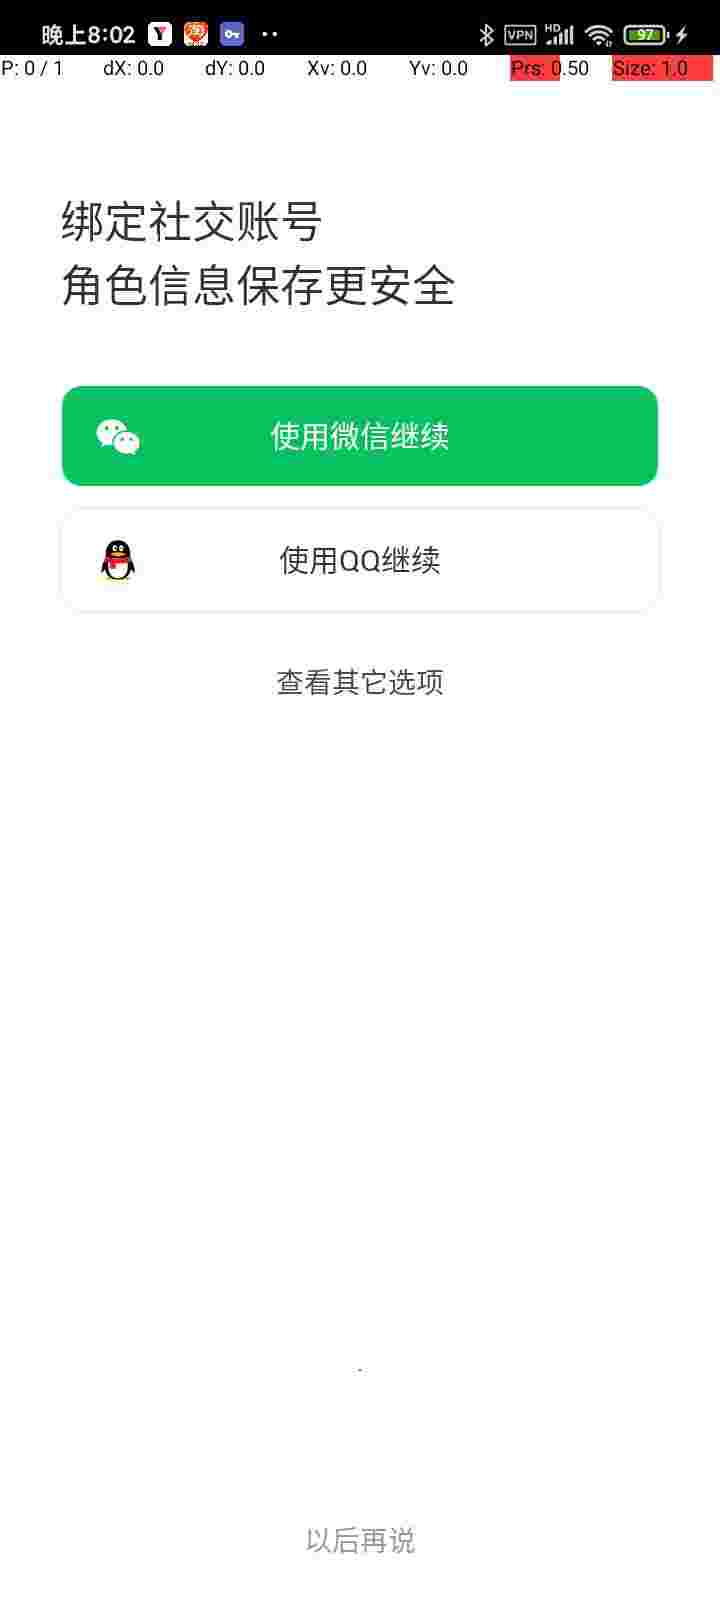 晚上8:02
VPN
HD
97
P: 0 / 1
dX: 0.0
dY: 0.0
Xv: 0.0
Yv: 0.0
Prs: 0.50
Size: 1.0
绑定社交账号
角色信息保存更安全
使用微信继续
使用QQ继续
查看其它选项
以后再说